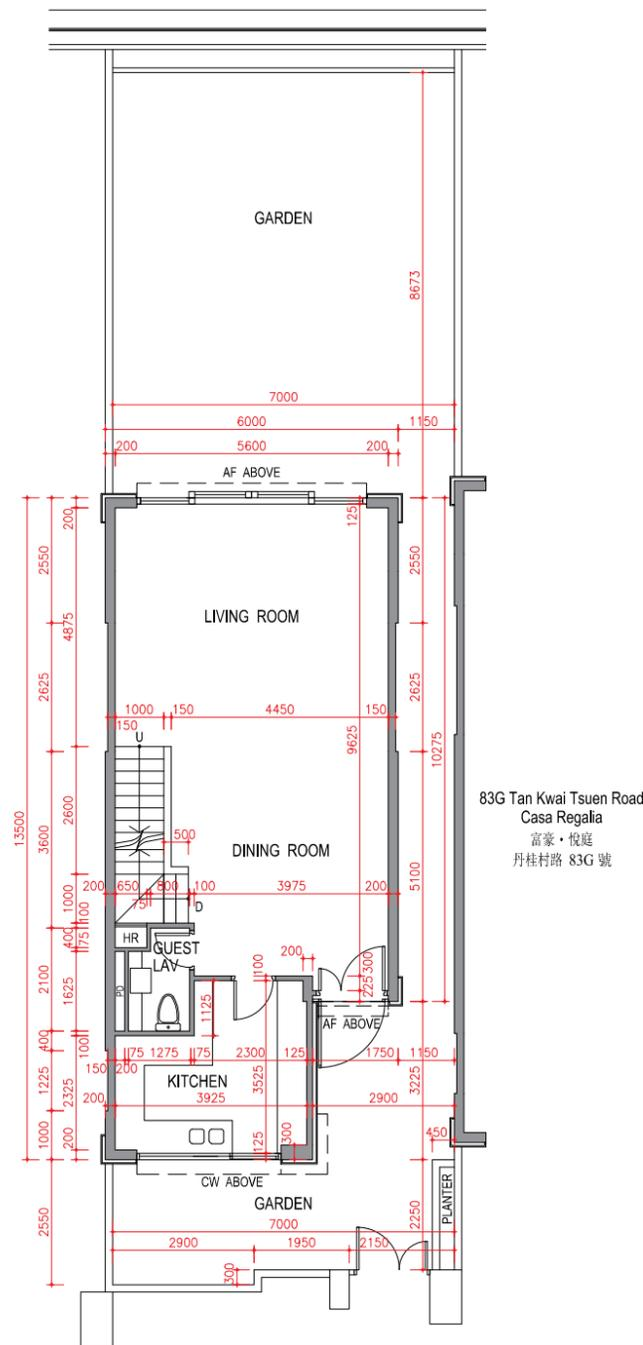 GARDEN
8673
7000
6000 1150
200 5600 200
AF ABOVE
200
125
2550
2550
4875
LIVING ROOM
2625
2625
1000 150 4450 150
150
9625
10275
U
13500
3600
2600
500
DINING ROOM
5100
83G Tan Kwai Tsuen Road
Casa Regalia
富豪・悅庭
丹桂村路 83G 號
200 650 800 100 3975 200
75
D
1000
100
400
75
HR
GUEST
LAV
200
300
100
225
2100
1625
PD
1125
AF ABOVE
400
100
75 1275 75 2300 125 1750 1150
150 200
KITCHEN
3525
3225
1225
2325
200 3925 2900
450
1000
200
125
300
CW ABOVE
GARDEN
PLANTER
2550
7000
2250
2900 1950 2150
300